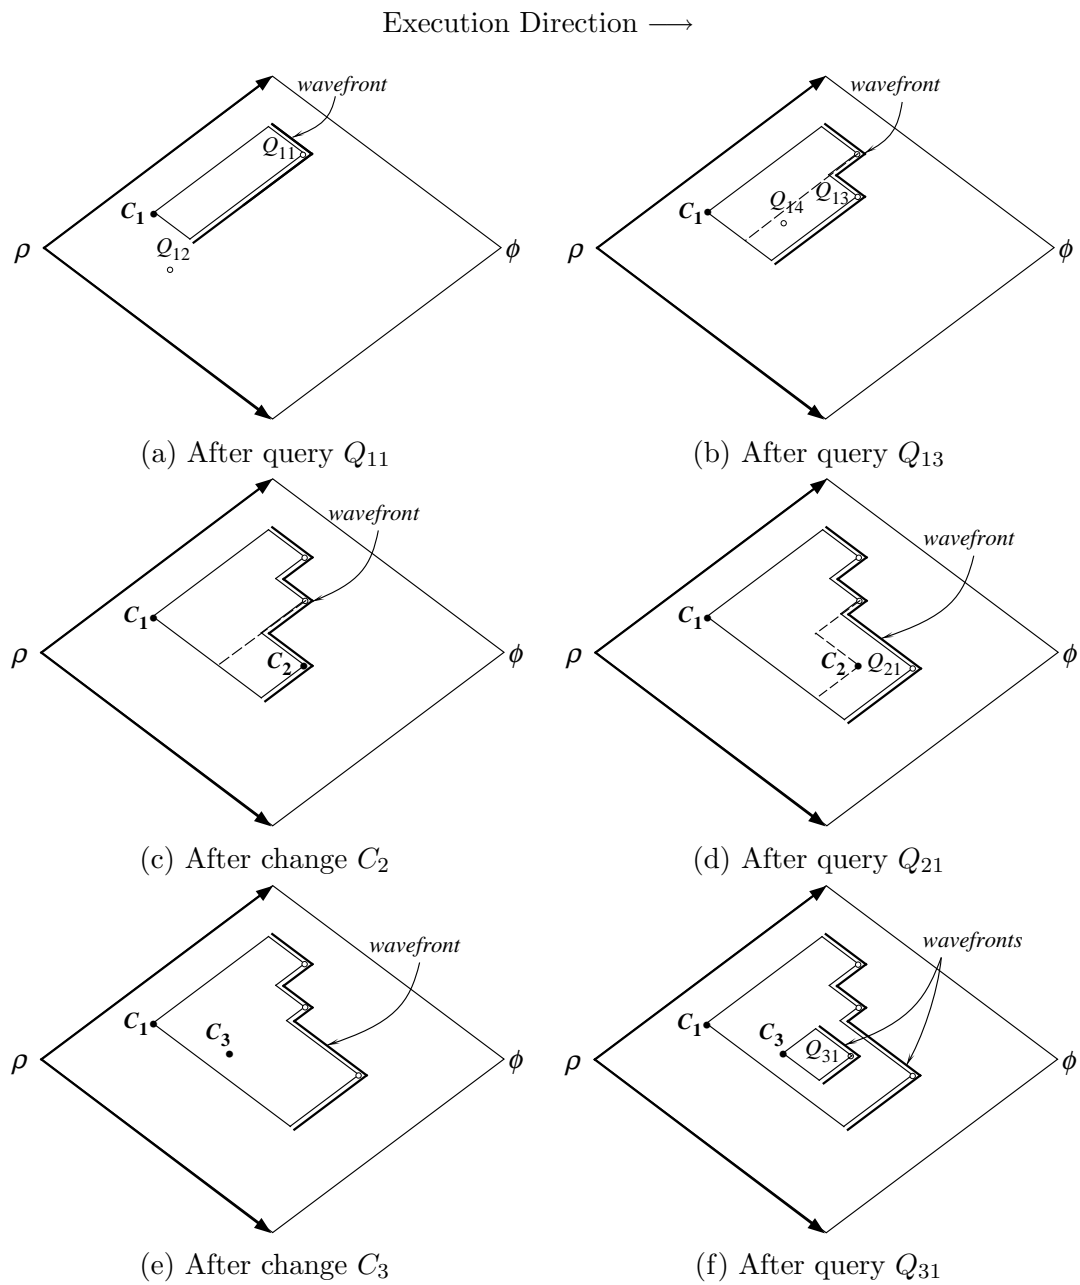 Execution Direction →
wavefront
Q11
C1
Q12
ρ
ϕ
(a) After query Q11
wavefront
Q13
Q14
C1
ρ
ϕ
(b) After query Q13
wavefront
C1
C2
ρ
ϕ
(c) After change C2
wavefront
C1
C2
Q21
ρ
ϕ
(d) After query Q21
wavefront
C1
C3
ρ
ϕ
(e) After change C3
wavefronts
C1
C3
Q31
ρ
ϕ
(f) After query Q31